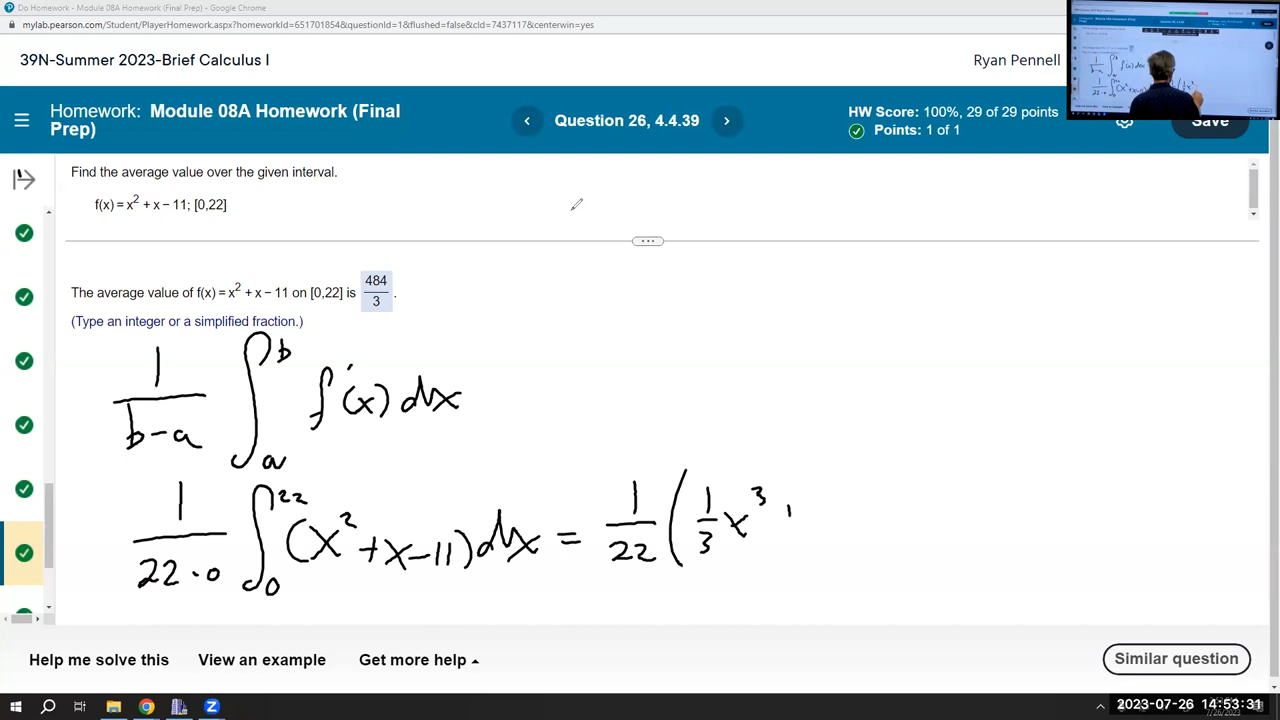 Do Homework - Module 08A Homework (Final Prep) - Google Chrome
mylab.pearson.com/Student/PlayerHomework.aspx?homeworkId=651701854&questionId=1&flushed=false&cId=7437117&centerwin=yes
39N-Summer 2023-Brief Calculus I
Ryan Pennell
Homework: Module 08A Homework (Final Prep)
Question 26, 4.4.39
HW Score: 100%, 29 of 29 points
Points: 1 of 1
Save
Find the average value over the given interval.
f(x) = x² + x − 11; [0,22]
The average value of f(x) = x² + x − 11 on [0,22] is 484/3 .
(Type an integer or a simplified fraction.)
1/(b-a) ∫_a^b f(x) dx
1/(22-0) ∫_0^22 (x² + x - 11) dx = 1/22 ( 1/3 x³
Help me solve this
View an example
Get more help
Similar question
2023-07-26 14:53:31